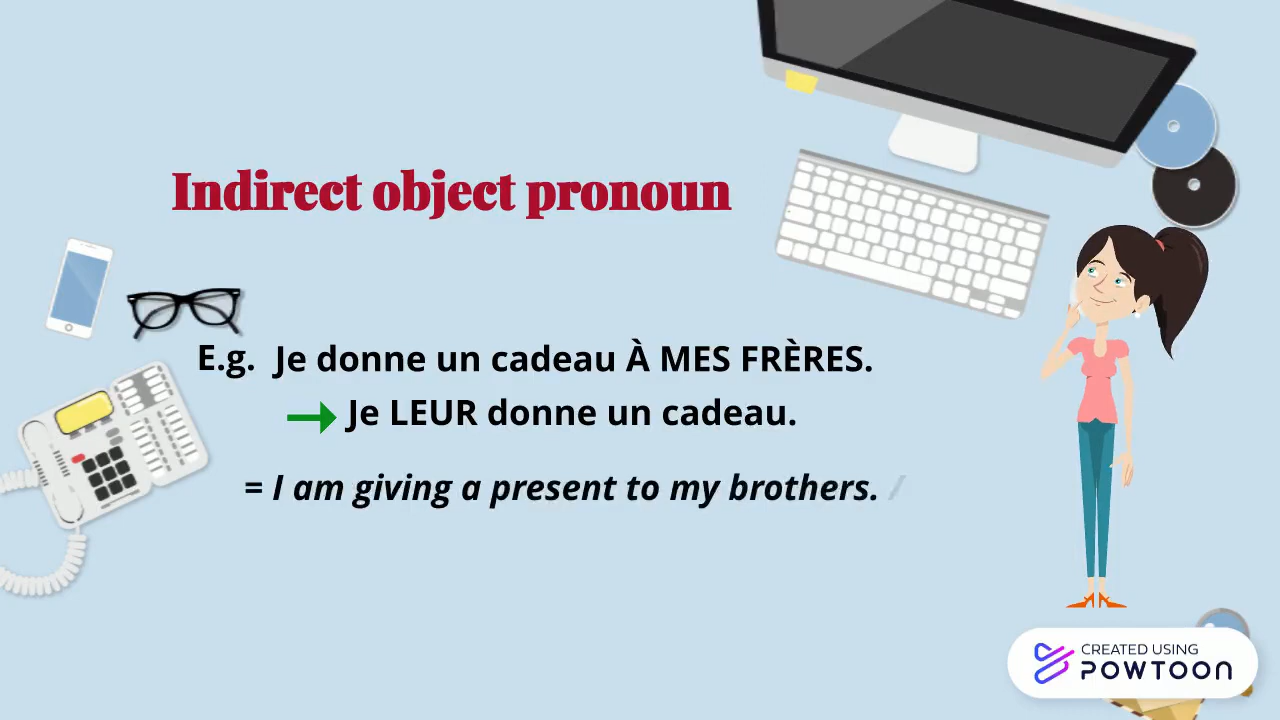 Indirect object pronoun
E.g. Je donne un cadeau À MES FRÈRES.
Je LEUR donne un cadeau.
= I am giving a present to my brothers. /
CREATED USING
POWTOON